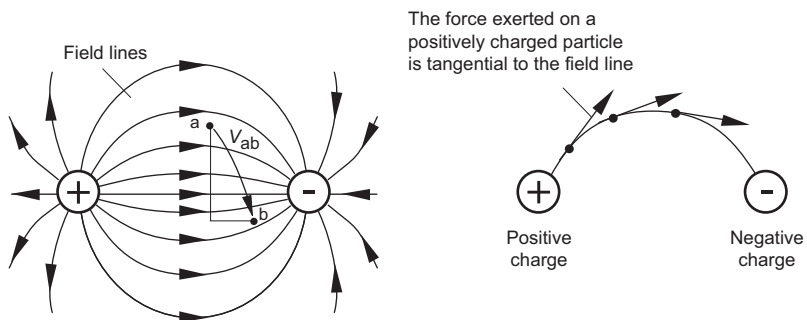 Field lines
a
Vab
+
-
b
The force exerted on a
positively charged particle
is tangential to the field line
+
-
Positive
charge
Negative
charge